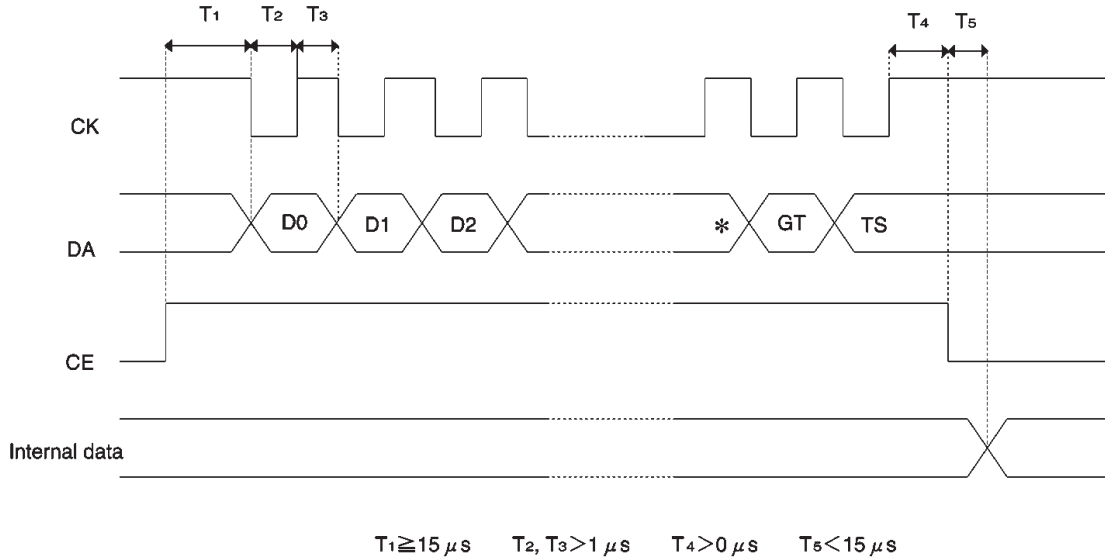 T1 T2 T3 T4 T5
CK
DA D0 D1 D2 * GT TS
CE
Internal data
T1≧15 μs T2, T3>1 μs T4>0 μs T5<15 μs